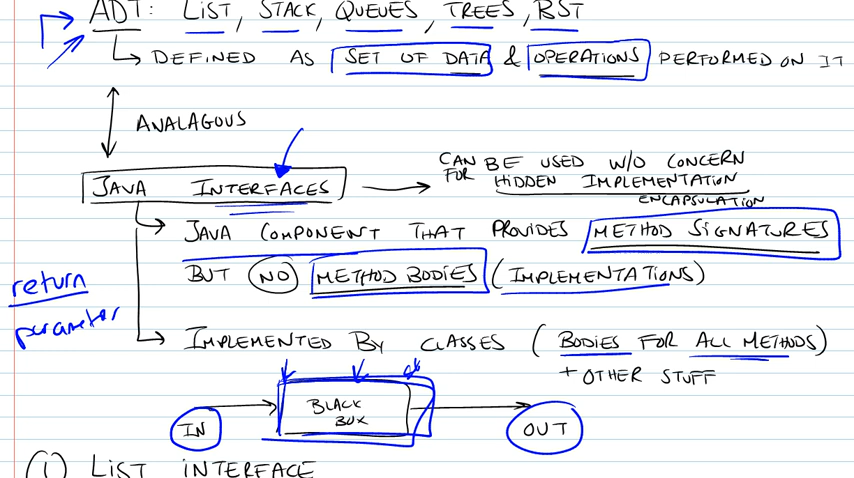 ADT: LIST, STACK, QUEUES, TREES, BST
DEFINED AS SET OF DATA & OPERATIONS PERFORMED ON IT
ANALAGOUS
JAVA INTERFACES
CAN BE USED W/O CONCERN
FOR HIDDEN IMPLEMENTATION
ENCAPSULATION
JAVA COMPONENT THAT PROVIDES METHOD SIGNATURES
BUT NO METHOD BODIES (IMPLEMENTATIONS)
return
parameter
IMPLEMENTED BY CLASSES (BODIES FOR ALL METHODS)
+ OTHER STUFF
IN
BLACK
BOX
OUT
(1) LIST INTERFACE